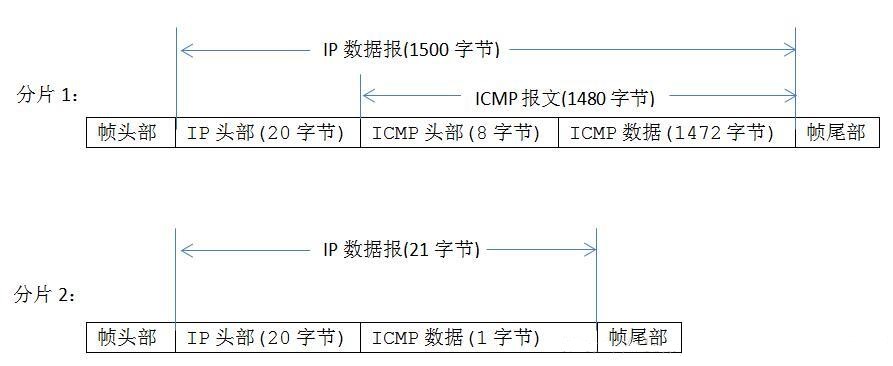 IP 数据报(1500 字节)
分片 1：
ICMP 报文(1480 字节)
帧头部 IP 头部(20 字节) ICMP 头部(8 字节) ICMP 数据(1472 字节) 帧尾部
IP 数据报(21 字节)
分片 2：
帧头部 IP 头部(20 字节) ICMP 数据(1 字节) 帧尾部